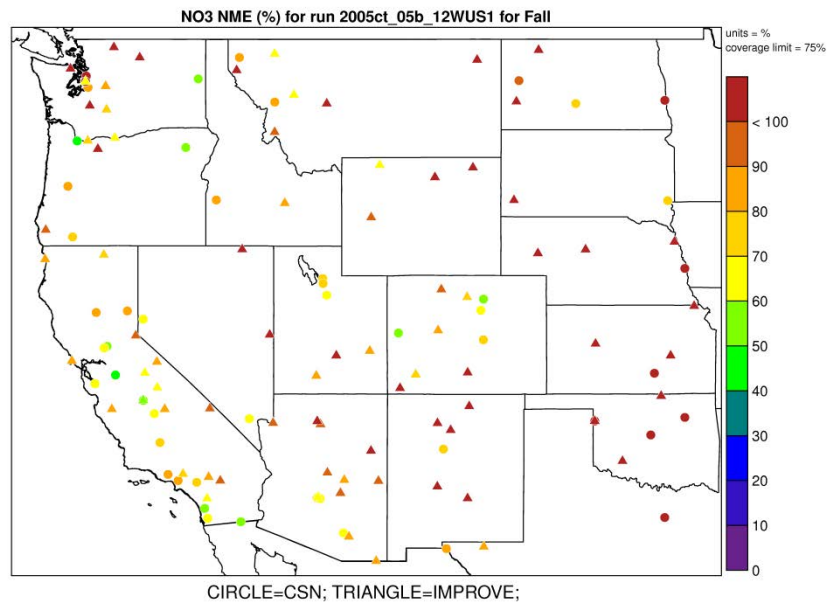 NO3 NME (%) for run 2005ct_05b_12WUS1 for Fall
units = %
coverage limit = 75%
< 100
90
80
70
60
50
40
30
20
10
0
CIRCLE=CSN; TRIANGLE=IMPROVE;